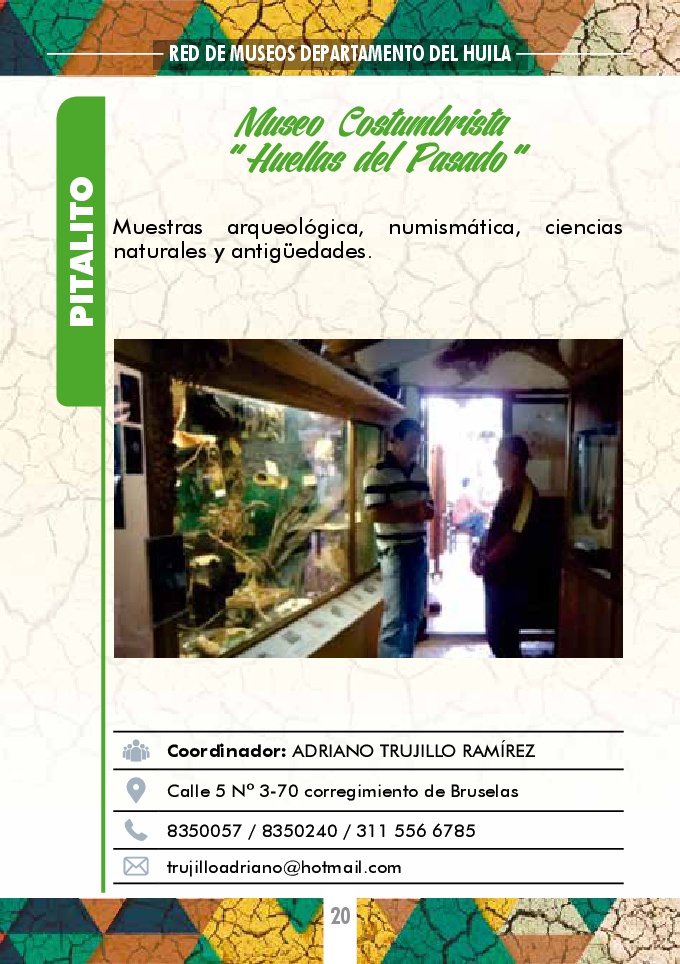 RED DE MUSEOS DEPARTAMENTO DEL HUILA
PITALITO
Museo Costumbrista
"Huellas del Pasado"
Muestras arqueológica, numismática, ciencias
naturales y antigüedades.
Coordinador: ADRIANO TRUJILLO RAMÍREZ
Calle 5 Nº 3-70 corregimiento de Bruselas
8350057 / 8350240 / 311 556 6785
trujilloadriano@hotmail.com
20